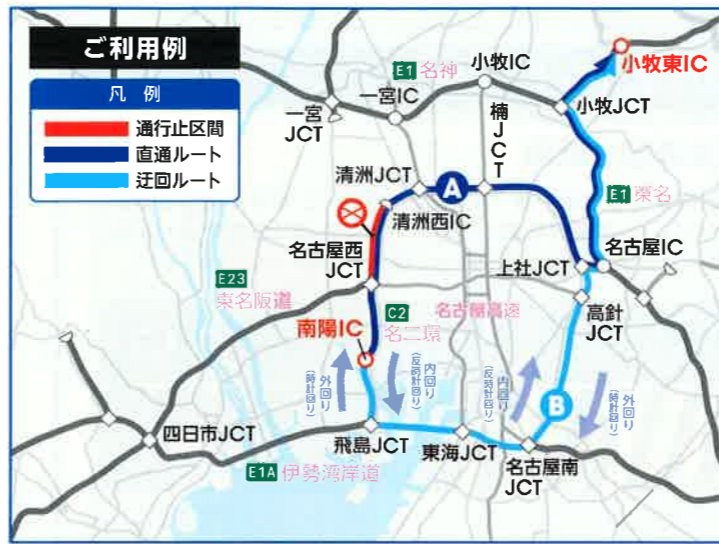 ご利用例
凡 例
通行止区間
直通ルート
迂回ルート
E1 名神
小牧IC
小牧東IC
一宮IC
一宮
JCT
楠JCT
小牧JCT
清洲JCT
A
E1 東名
清洲西IC
名古屋西
JCT
上社JCT
名古屋IC
E23
東名阪道
C2
名二環
名古屋高速
高針
JCT
南陽IC
外回り
(時計回り)
内回り
(反時計回り)
内回り
(反時計回り)
外回り
(時計回り)
B
四日市JCT
飛島JCT
東海JCT
名古屋南
JCT
E1A 伊勢湾岸道